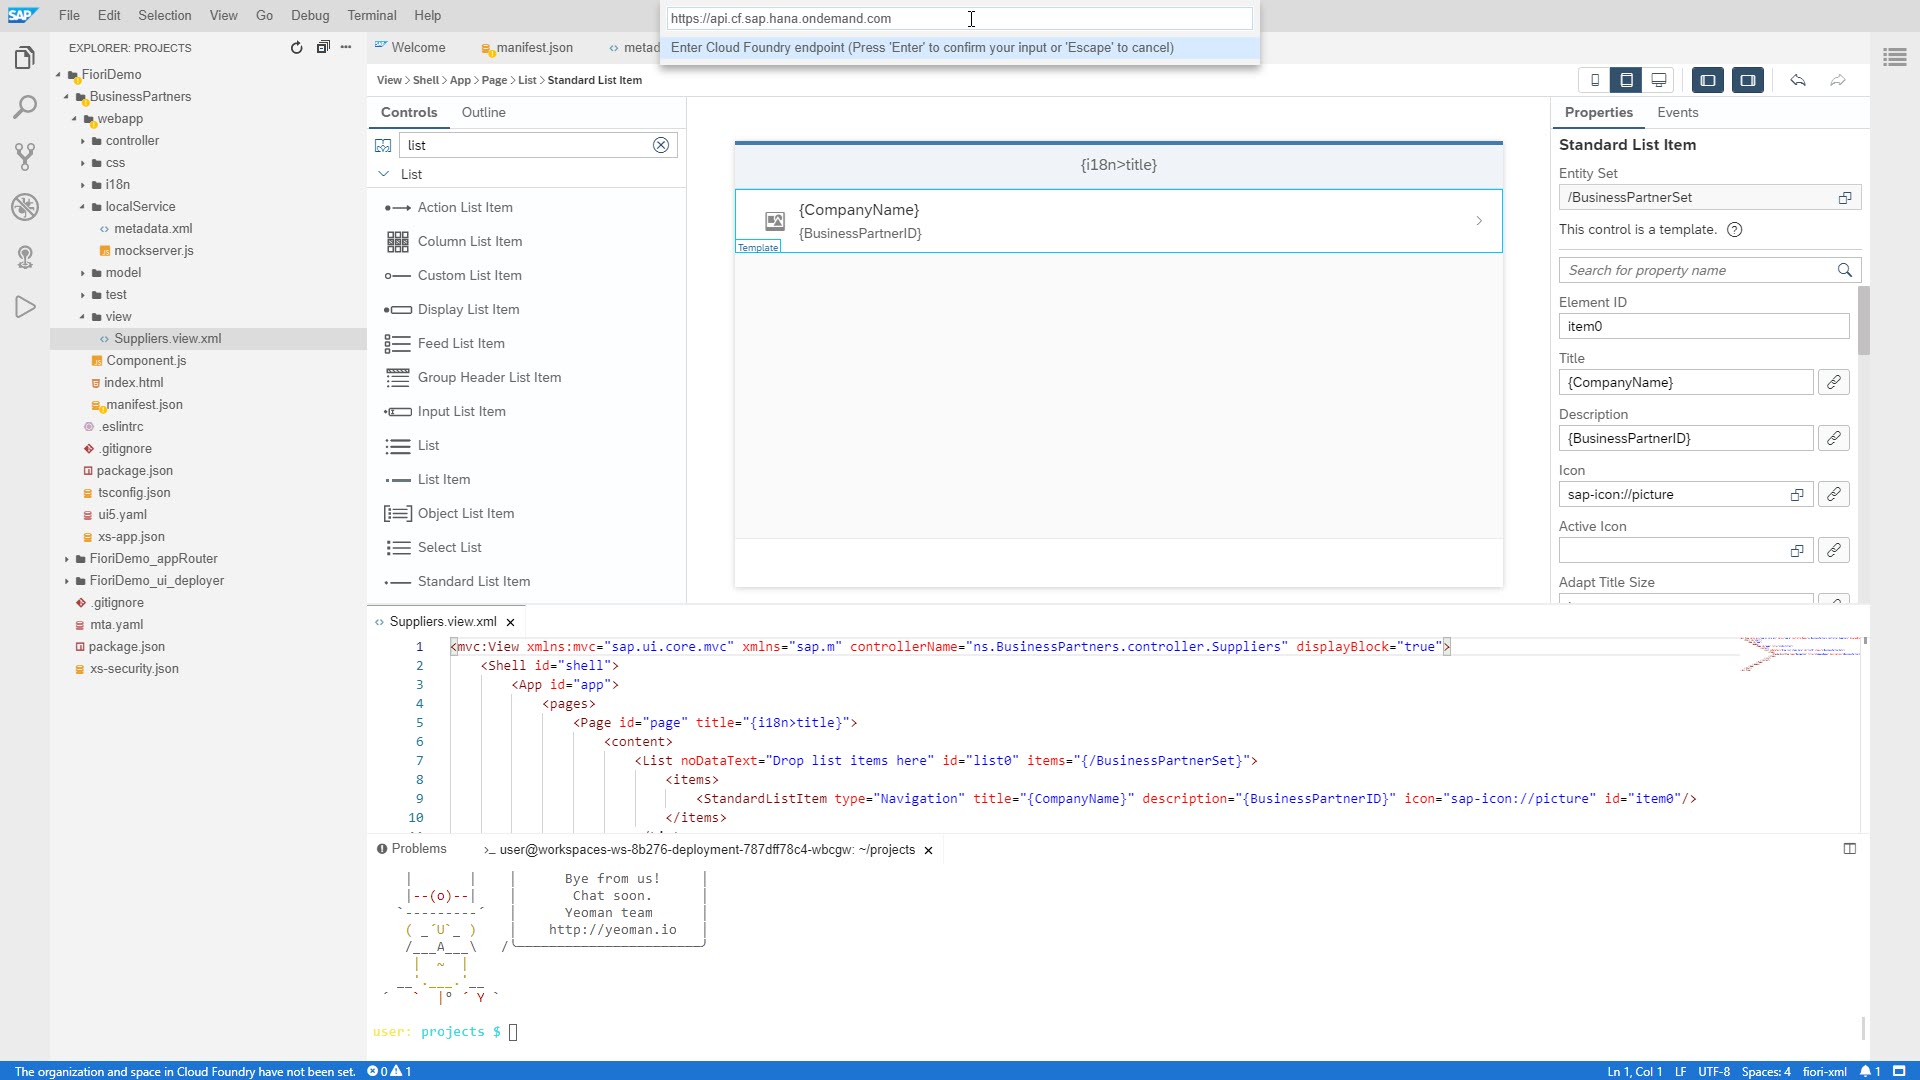 SAP File Edit Selection View Go Debug Terminal Help
https://api.cf.sap.hana.ondemand.com
Enter Cloud Foundry endpoint (Press 'Enter' to confirm your input or 'Escape' to cancel)
EXPLORER: PROJECTS
FioriDemo
BusinessPartners
webapp
controller
css
i18n
localService
metadata.xml
mockserver.js
model
test
view
Suppliers.view.xml
Component.js
index.html
manifest.json
.eslintrc
.gitignore
package.json
tsconfig.json
ui5.yaml
xs-app.json
FioriDemo_appRouter
FioriDemo_ui_deployer
.gitignore
mta.yaml
package.json
xs-security.json
Welcome manifest.json metad
View > Shell > App > Page > List > Standard List Item
Controls Outline
list
List
Action List Item
Column List Item
Custom List Item
Display List Item
Feed List Item
Group Header List Item
Input List Item
List
List Item
Object List Item
Select List
Standard List Item
{i18n>title}
{CompanyName}
{BusinessPartnerID}
Template
Properties Events
Standard List Item
Entity Set
/BusinessPartnerSet
This control is a template. ?
Search for property name
Element ID
item0
Title
{CompanyName}
Description
{BusinessPartnerID}
Icon
sap-icon://picture
Active Icon
Adapt Title Size
Suppliers.view.xml
1 <mvc:View xmlns:mvc="sap.ui.core.mvc" xmlns="sap.m" controllerName="ns.BusinessPartners.controller.Suppliers" displayBlock="true">
2 <Shell id="shell">
3 <App id="app">
4 <pages>
5 <Page id="page" title="{i18n>title}">
6 <content>
7 <List noDataText="Drop list items here" id="list0" items="{/BusinessPartnerSet}">
8 <items>
9 <StandardListItem type="Navigation" title="{CompanyName}" description="{BusinessPartnerID}" icon="sap-icon://picture" id="item0"/>
10 </items>
Problems >_ user@workspaces-ws-8b276-deployment-787dff78c4-wbcgw: ~/projects
Bye from us!
Chat soon.
Yeoman team
http://yeoman.io
user: projects $
The organization and space in Cloud Foundry have not been set. 0 1 Ln 1, Col 1 LF UTF-8 Spaces: 4 fiori-xml 1